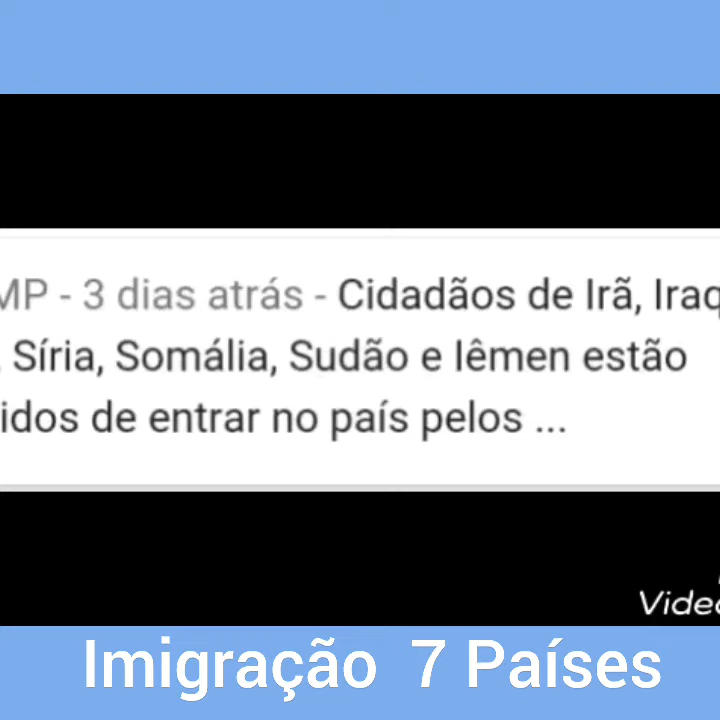 MP - 3 dias atrás - Cidadãos de Irã, Iraq
, Síria, Somália, Sudão e Iêmen estão
idos de entrar no país pelos ...
Video
Imigração 7 Países